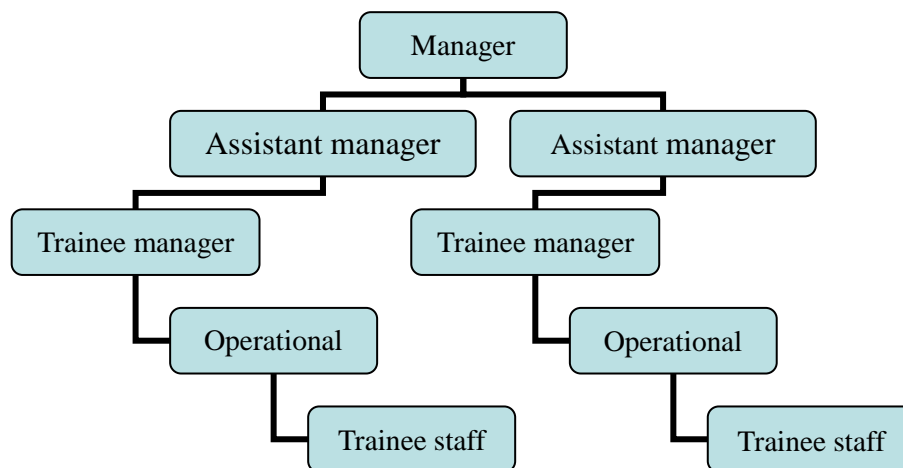 Manager
Assistant manager
Assistant manager
Trainee manager
Trainee manager
Operational
Operational
Trainee staff
Trainee staff